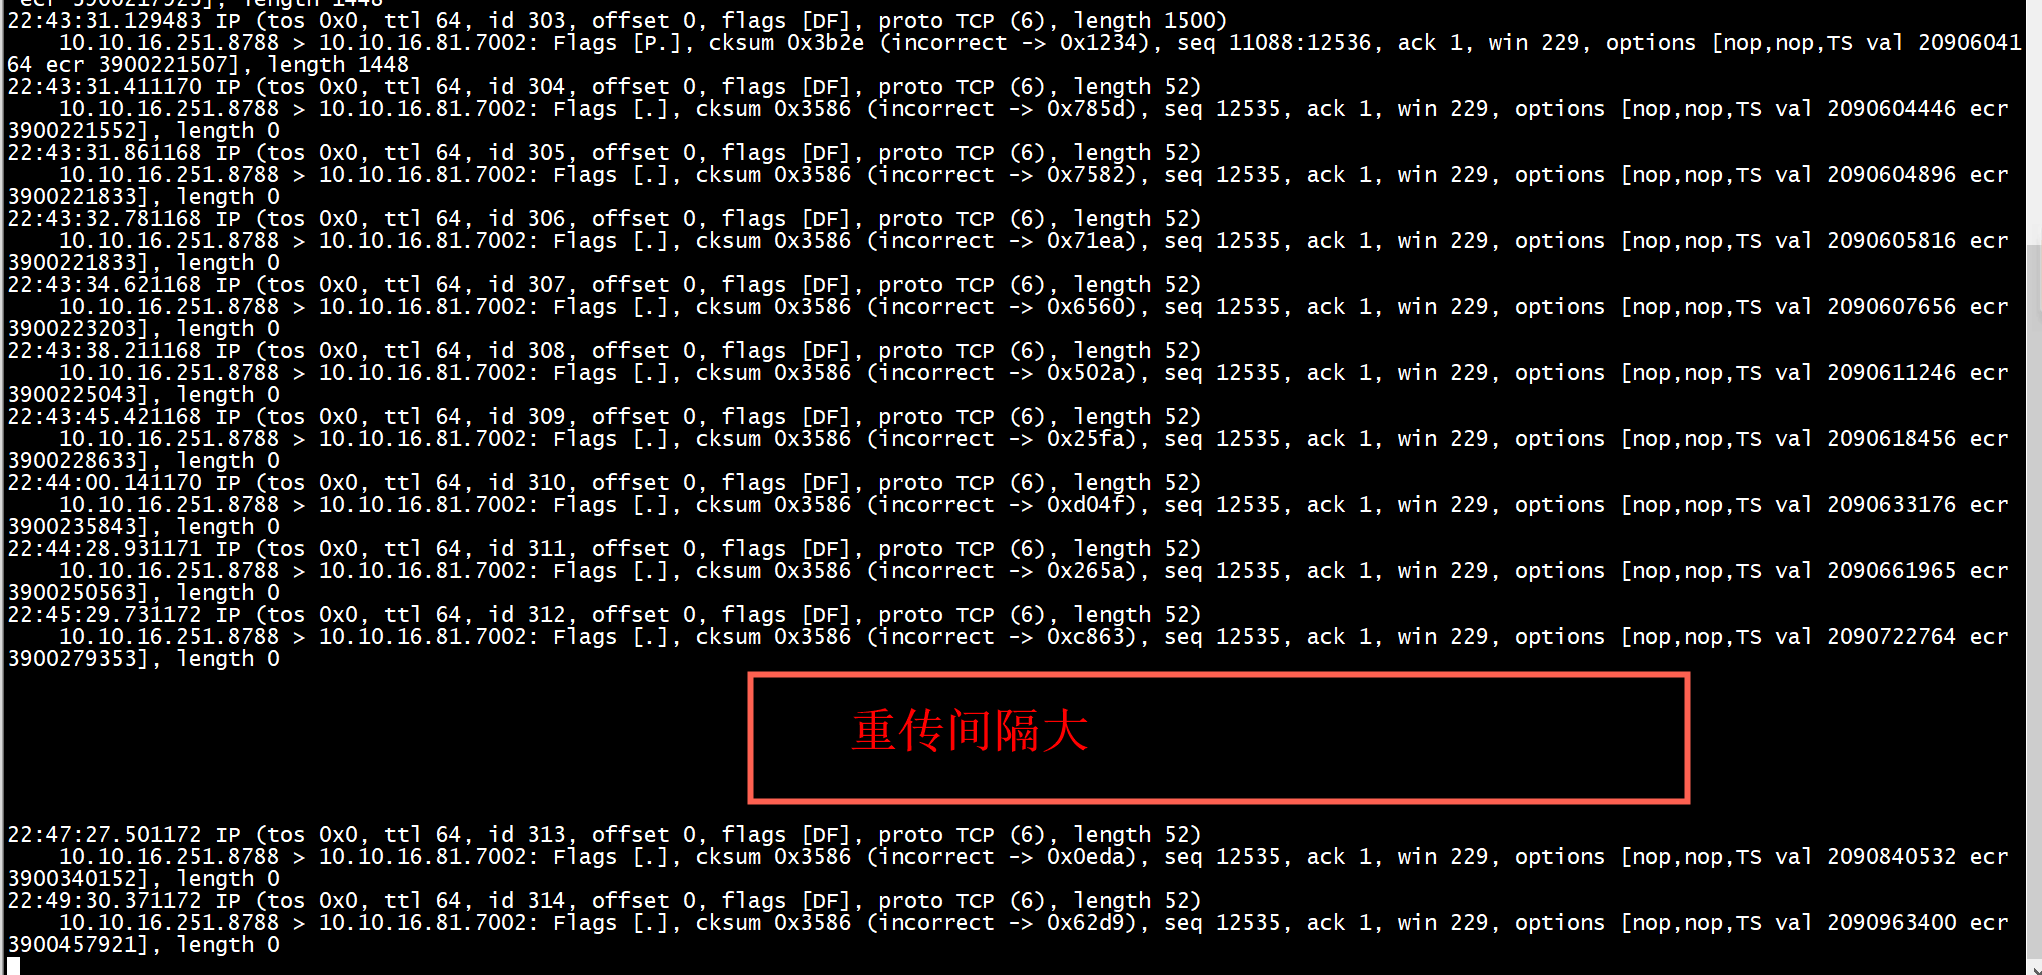 ecr 3900217925], length 1448
22:43:31.129483 IP (tos 0x0, ttl 64, id 303, offset 0, flags [DF], proto TCP (6), length 1500)
    10.10.16.251.8788 > 10.10.16.81.7002: Flags [P.], cksum 0x3b2e (incorrect -> 0x1234), seq 11088:12536, ack 1, win 229, options [nop,nop,TS val 20906041
64 ecr 3900221507], length 1448
22:43:31.411170 IP (tos 0x0, ttl 64, id 304, offset 0, flags [DF], proto TCP (6), length 52)
    10.10.16.251.8788 > 10.10.16.81.7002: Flags [.], cksum 0x3586 (incorrect -> 0x785d), seq 12535, ack 1, win 229, options [nop,nop,TS val 2090604446 ecr
3900221552], length 0
22:43:31.861168 IP (tos 0x0, ttl 64, id 305, offset 0, flags [DF], proto TCP (6), length 52)
    10.10.16.251.8788 > 10.10.16.81.7002: Flags [.], cksum 0x3586 (incorrect -> 0x7582), seq 12535, ack 1, win 229, options [nop,nop,TS val 2090604896 ecr
3900221833], length 0
22:43:32.781168 IP (tos 0x0, ttl 64, id 306, offset 0, flags [DF], proto TCP (6), length 52)
    10.10.16.251.8788 > 10.10.16.81.7002: Flags [.], cksum 0x3586 (incorrect -> 0x71ea), seq 12535, ack 1, win 229, options [nop,nop,TS val 2090605816 ecr
3900221833], length 0
22:43:34.621168 IP (tos 0x0, ttl 64, id 307, offset 0, flags [DF], proto TCP (6), length 52)
    10.10.16.251.8788 > 10.10.16.81.7002: Flags [.], cksum 0x3586 (incorrect -> 0x6560), seq 12535, ack 1, win 229, options [nop,nop,TS val 2090607656 ecr
3900223203], length 0
22:43:38.211168 IP (tos 0x0, ttl 64, id 308, offset 0, flags [DF], proto TCP (6), length 52)
    10.10.16.251.8788 > 10.10.16.81.7002: Flags [.], cksum 0x3586 (incorrect -> 0x502a), seq 12535, ack 1, win 229, options [nop,nop,TS val 2090611246 ecr
3900225043], length 0
22:43:45.421168 IP (tos 0x0, ttl 64, id 309, offset 0, flags [DF], proto TCP (6), length 52)
    10.10.16.251.8788 > 10.10.16.81.7002: Flags [.], cksum 0x3586 (incorrect -> 0x25fa), seq 12535, ack 1, win 229, options [nop,nop,TS val 2090618456 ecr
3900228633], length 0
22:44:00.141170 IP (tos 0x0, ttl 64, id 310, offset 0, flags [DF], proto TCP (6), length 52)
    10.10.16.251.8788 > 10.10.16.81.7002: Flags [.], cksum 0x3586 (incorrect -> 0xd04f), seq 12535, ack 1, win 229, options [nop,nop,TS val 2090633176 ecr
3900235843], length 0
22:44:28.931171 IP (tos 0x0, ttl 64, id 311, offset 0, flags [DF], proto TCP (6), length 52)
    10.10.16.251.8788 > 10.10.16.81.7002: Flags [.], cksum 0x3586 (incorrect -> 0x265a), seq 12535, ack 1, win 229, options [nop,nop,TS val 2090661965 ecr
3900250563], length 0
22:45:29.731172 IP (tos 0x0, ttl 64, id 312, offset 0, flags [DF], proto TCP (6), length 52)
    10.10.16.251.8788 > 10.10.16.81.7002: Flags [.], cksum 0x3586 (incorrect -> 0xc863), seq 12535, ack 1, win 229, options [nop,nop,TS val 2090722764 ecr
3900279353], length 0
重传间隔大
22:47:27.501172 IP (tos 0x0, ttl 64, id 313, offset 0, flags [DF], proto TCP (6), length 52)
    10.10.16.251.8788 > 10.10.16.81.7002: Flags [.], cksum 0x3586 (incorrect -> 0x0eda), seq 12535, ack 1, win 229, options [nop,nop,TS val 2090840532 ecr
3900340152], length 0
22:49:30.371172 IP (tos 0x0, ttl 64, id 314, offset 0, flags [DF], proto TCP (6), length 52)
    10.10.16.251.8788 > 10.10.16.81.7002: Flags [.], cksum 0x3586 (incorrect -> 0x62d9), seq 12535, ack 1, win 229, options [nop,nop,TS val 2090963400 ecr
3900457921], length 0